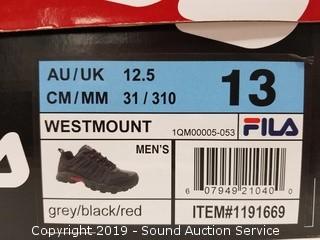 AU/UK 12.5 13
CM/MM 31 / 310
WESTMOUNT 1QM00005-053 FILA
MEN'S
6 07949 21040 0
grey/black/red ITEM#1191669
Copyright 2019 - Sound Auction Service